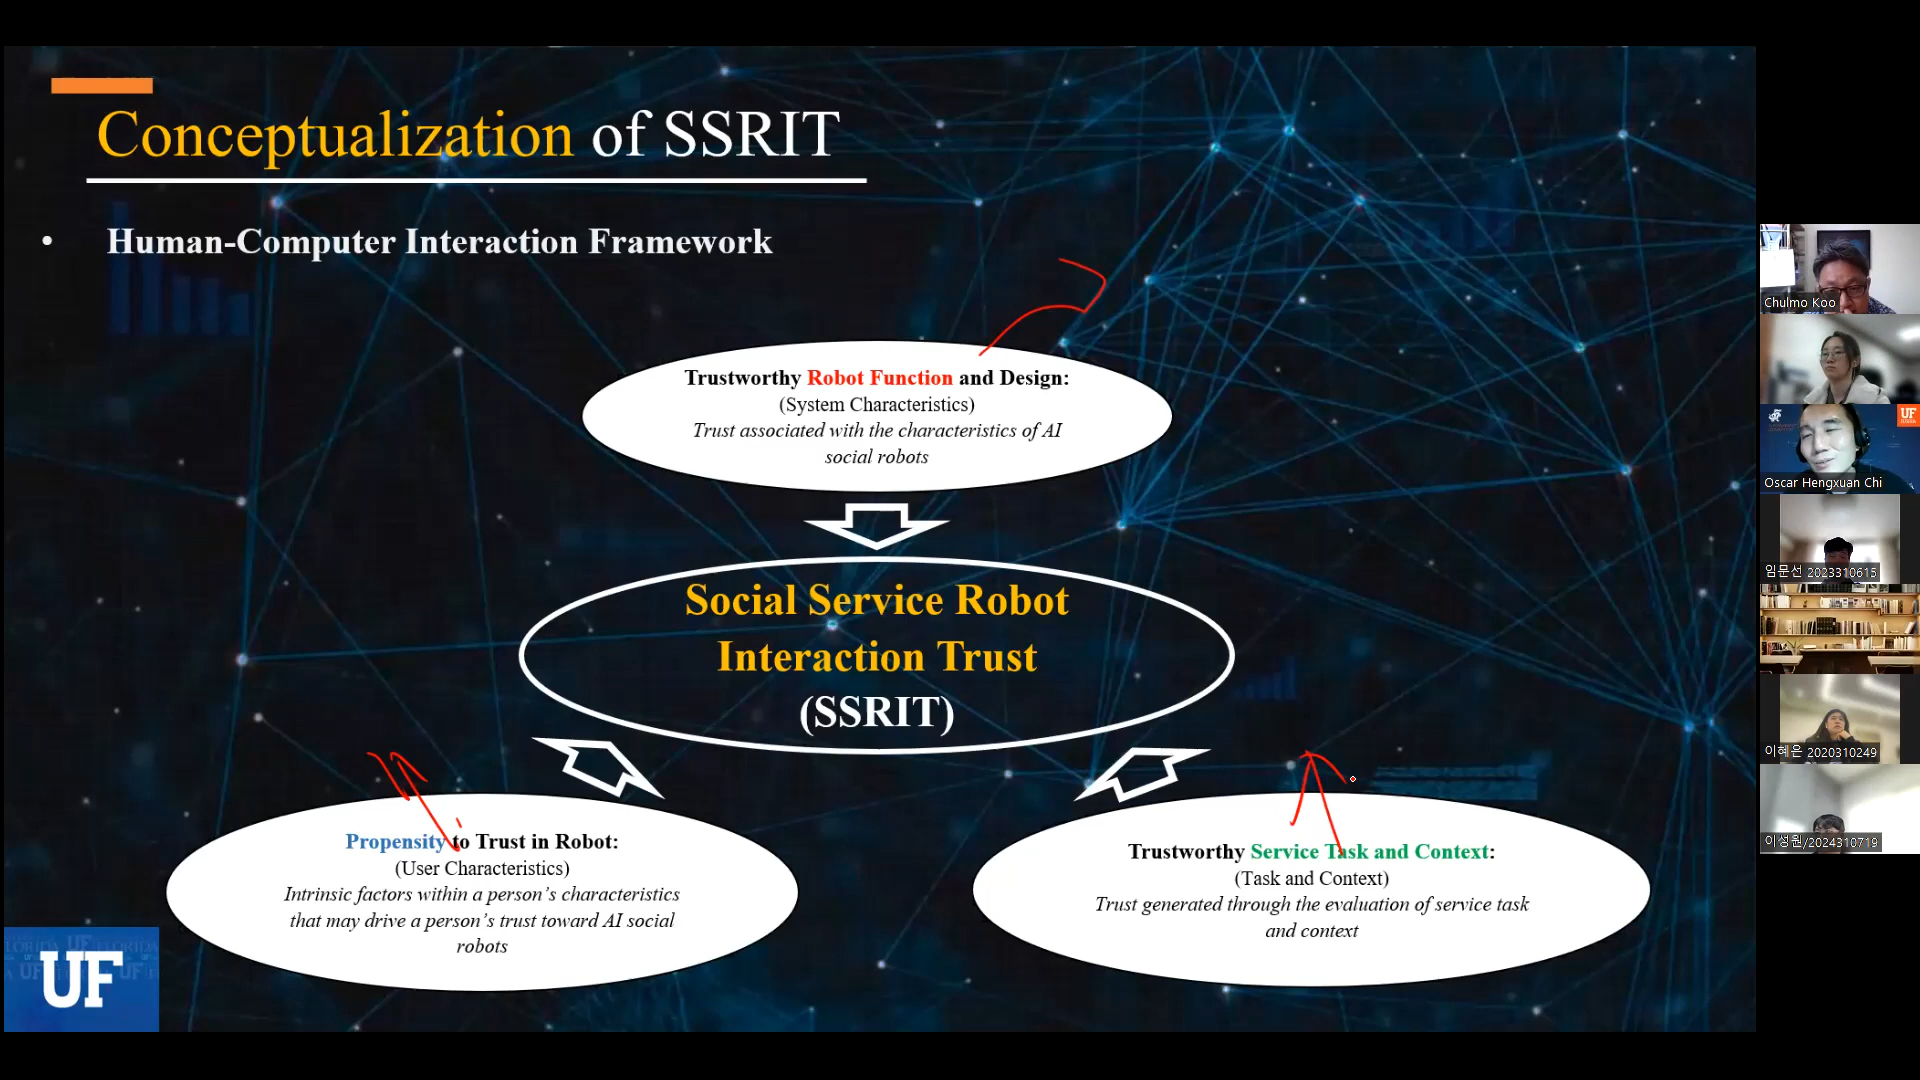 Conceptualization of SSRIT
• Human-Computer Interaction Framework
Trustworthy Robot Function and Design:
(System Characteristics)
Trust associated with the characteristics of AI
social robots
Social Service Robot
Interaction Trust
(SSRIT)
Propensity to Trust in Robot:
(User Characteristics)
Intrinsic factors within a person's characteristics
that may drive a person's trust toward AI social
robots
Trustworthy Service Task and Context:
(Task and Context)
Trust generated through the evaluation of service task
and context
UF
Chulmo Koo
UF
Oscar Hengxuan Chi
임문선 2023310615
이혜은 2020310249
이성원/2024310719